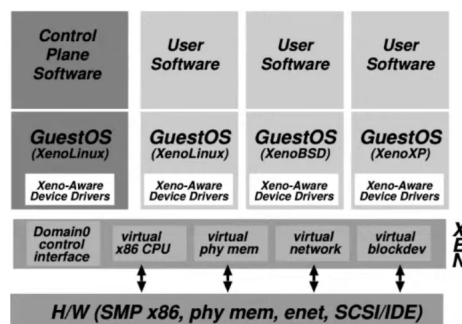 Control
Plane
Software
User
Software
User
Software
User
Software
GuestOS
(XenoLinux)
Xeno-Aware
Device Drivers
GuestOS
(XenoLinux)
Xeno-Aware
Device Drivers
GuestOS
(XenoBSD)
Xeno-Aware
Device Drivers
GuestOS
(XenoXP)
Xeno-Aware
Device Drivers
Domain0
control
interface
virtual
x86 CPU
virtual
phy mem
virtual
network
virtual
blockdev
X
E
N
H/W (SMP x86, phy mem, enet, SCSI/IDE)